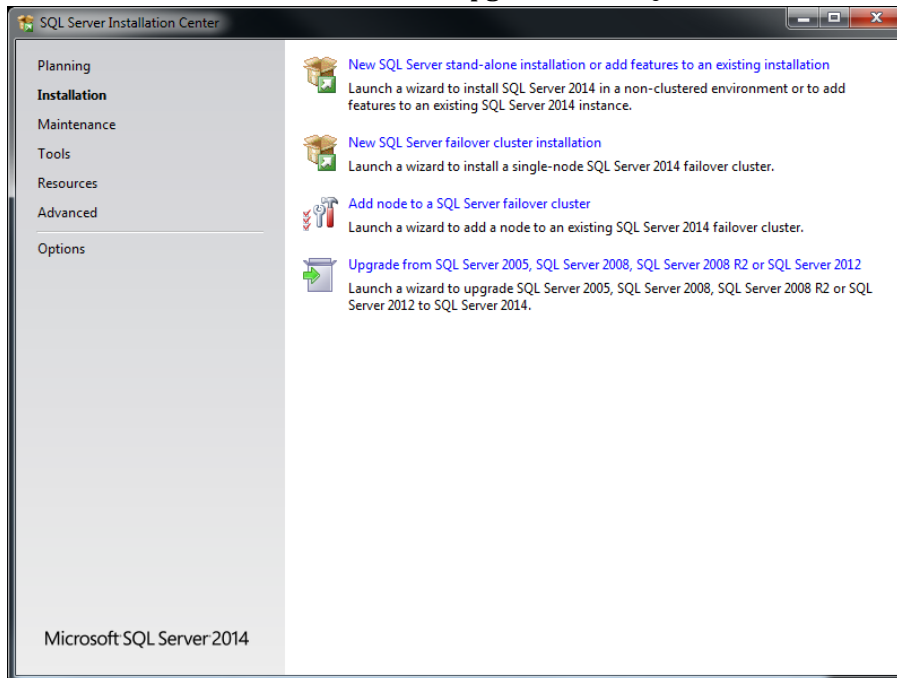 SQL Server Installation Center
Planning
Installation
Maintenance
Tools
Resources
Advanced
Options
New SQL Server stand-alone installation or add features to an existing installation
Launch a wizard to install SQL Server 2014 in a non-clustered environment or to add
features to an existing SQL Server 2014 instance.
New SQL Server failover cluster installation
Launch a wizard to install a single-node SQL Server 2014 failover cluster.
Add node to a SQL Server failover cluster
Launch a wizard to add a node to an existing SQL Server 2014 failover cluster.
Upgrade from SQL Server 2005, SQL Server 2008, SQL Server 2008 R2 or SQL Server 2012
Launch a wizard to upgrade SQL Server 2005, SQL Server 2008, SQL Server 2008 R2 or SQL
Server 2012 to SQL Server 2014.
Microsoft SQL Server 2014